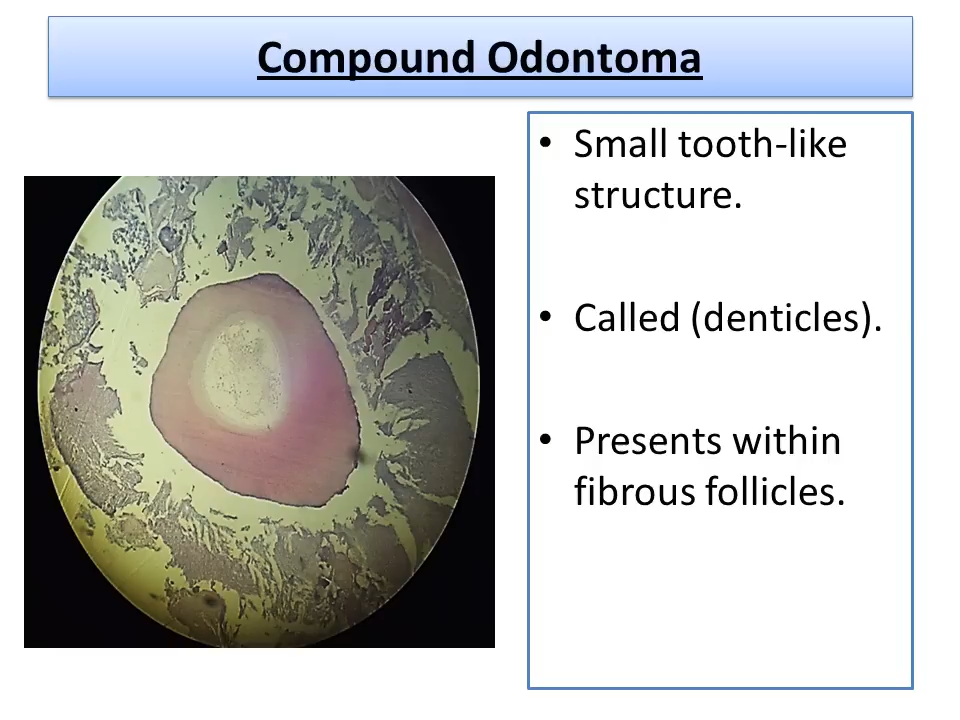 Compound Odontoma
• Small tooth-like
structure.
• Called (denticles).
• Presents within
fibrous follicles.